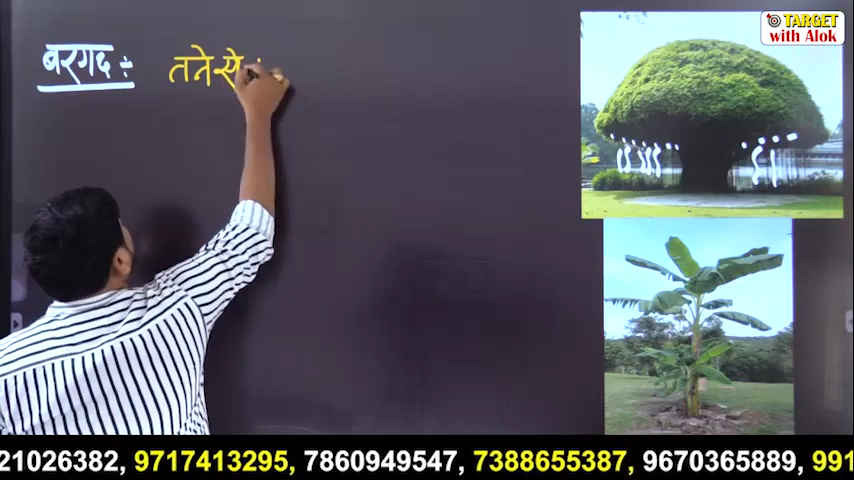 बरगद ÷ तने से
TARGET
with Alok
21026382, 9717413295, 7860949547, 7388655387, 9670365889, 991